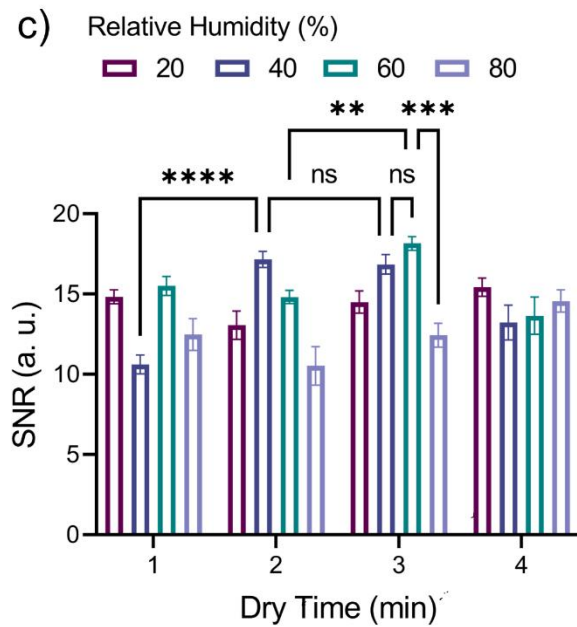 c) Relative Humidity (%)
20 40 60 80
** ***
**** ns ns
20
15
10
5
0
SNR (a. u.)
1 2 3 4
Dry Time (min)